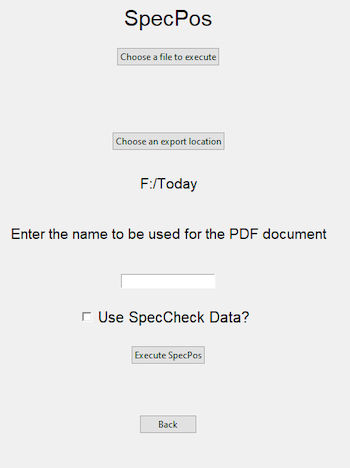 SpecPos
Choose a file to execute
Choose an export location
F:/Today
Enter the name to be used for the PDF document
Use SpecCheck Data?
Execute SpecPos
Back